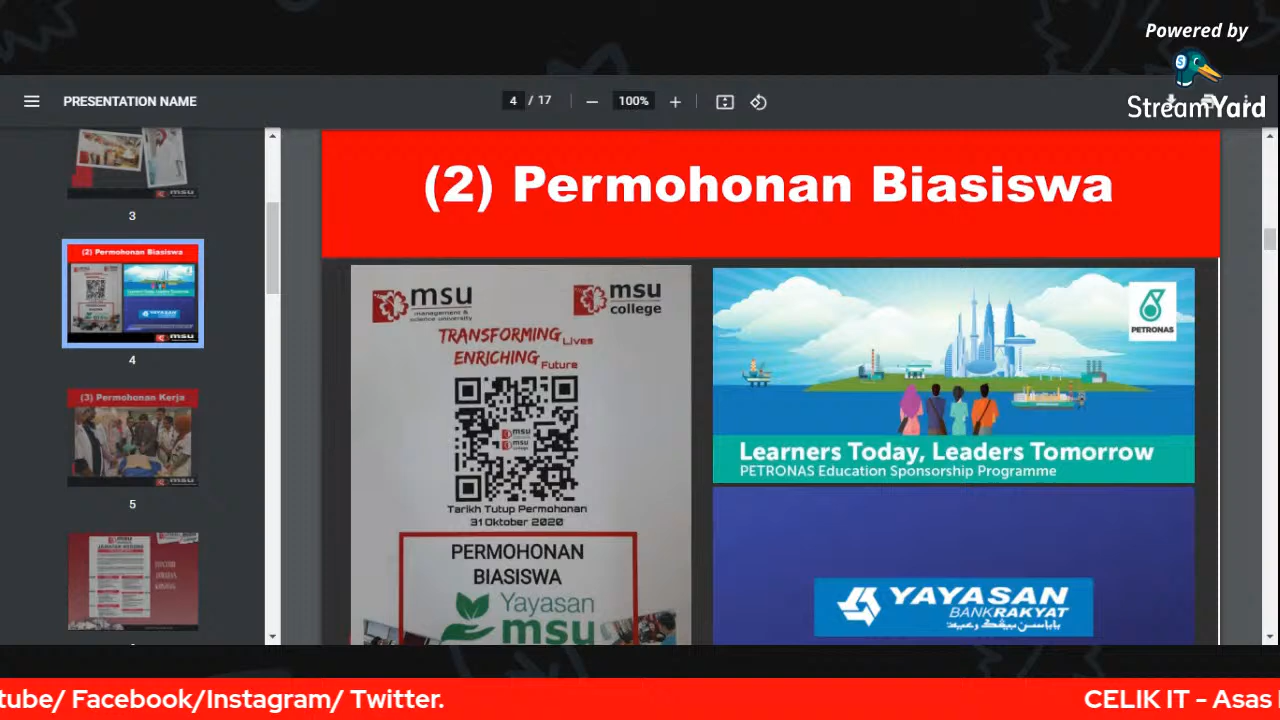 Powered by
StreamYard
PRESENTATION NAME
4 / 17
100%
3
(2) Permohonan Biasiswa
4
(3) Permohonan Kerja
5
msu
(2) Permohonan Biasiswa
msu
management &
science university
msu
college
TRANSFORMING Lives
ENRICHING Future
msu
msu
Tarikh Tutup Permohonan
31 Oktober 2020
PERMOHONAN
BIASISWA
Yayasan
msu
PETRONAS
Learners Today, Leaders Tomorrow
PETRONAS Education Sponsorship Programme
YAYASAN
BANK RAKYAT
tube/ Facebook/Instagram/ Twitter.
CELIK IT - Asas